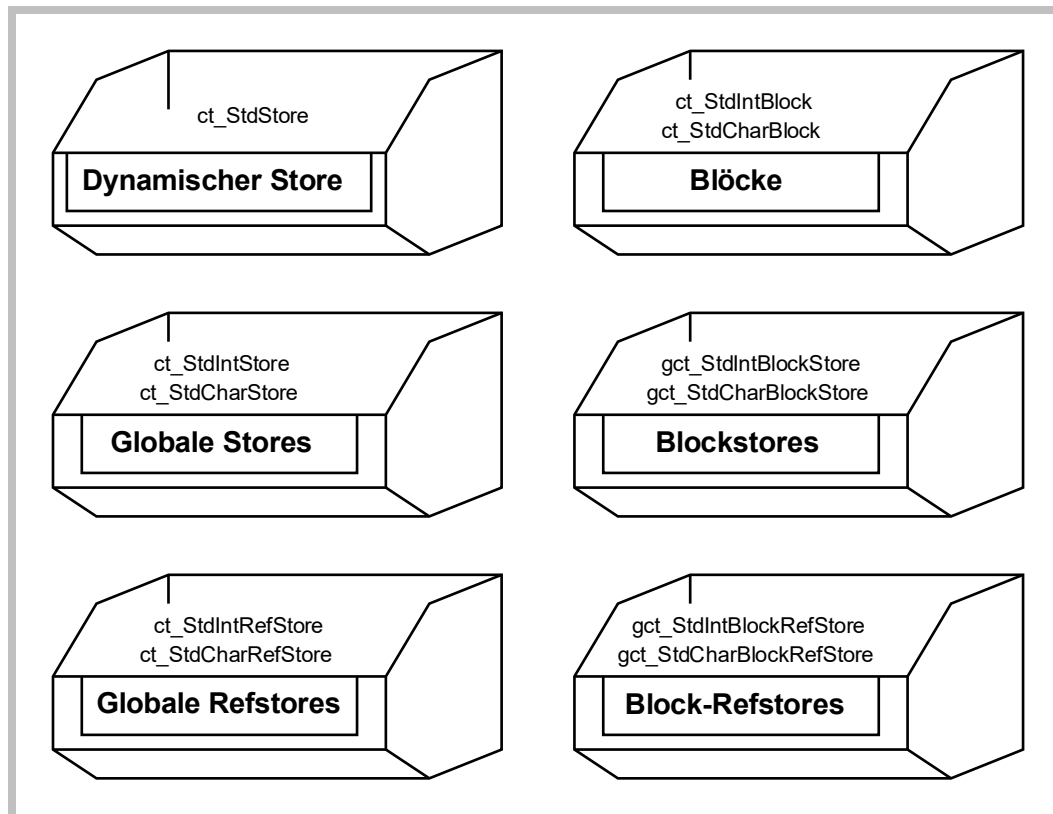 ct_StdStore
Dynamischer Store
ct_StdIntBlock
ct_StdCharBlock
Blöcke
ct_StdIntStore
ct_StdCharStore
Globale Stores
gct_StdIntBlockStore
gct_StdCharBlockStore
Blockstores
ct_StdIntRefStore
ct_StdCharRefStore
Globale Refstores
gct_StdIntBlockRefStore
gct_StdCharBlockRefStore
Block-Refstores